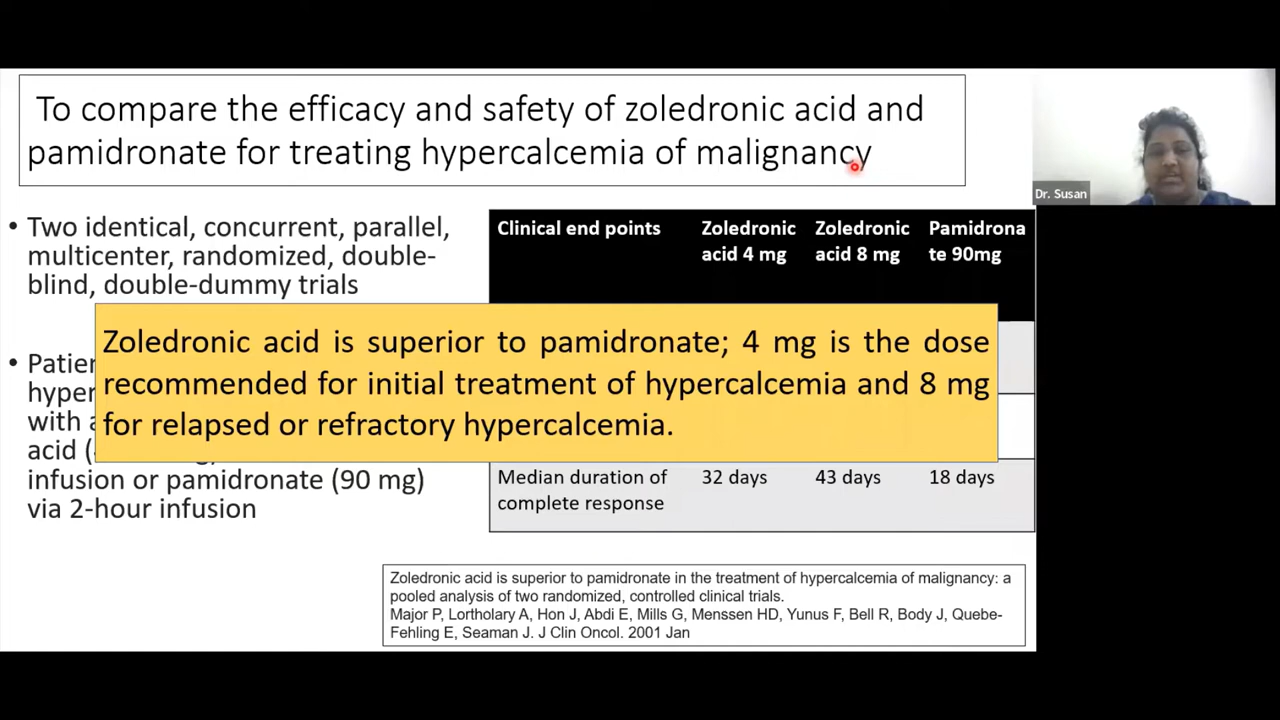 To compare the efficacy and safety of zoledronic acid and
pamidronate for treating hypercalcemia of malignancy
Dr. Susan
• Two identical, concurrent, parallel,
multicenter, randomized, double-
blind, double-dummy trials
•
hyper
with a
acid (
infusion or pamidronate (90 mg)
via 2-hour infusion
Clinical end points Zoledronic acid 4 mg Zoledronic acid 8 mg Pamidrona te 90mg
Zoledronic acid is superior to pamidronate; 4 mg is the dose
recommended for initial treatment of hypercalcemia and 8 mg
for relapsed or refractory hypercalcemia.
Median duration of complete response 32 days 43 days 18 days
Zoledronic acid is superior to pamidronate in the treatment of hypercalcemia of malignancy: a
pooled analysis of two randomized, controlled clinical trials.
Major P, Lortholary A, Hon J, Abdi E, Mills G, Menssen HD, Yunus F, Bell R, Body J, Quebe-
Fehling E, Seaman J. J Clin Oncol. 2001 Jan